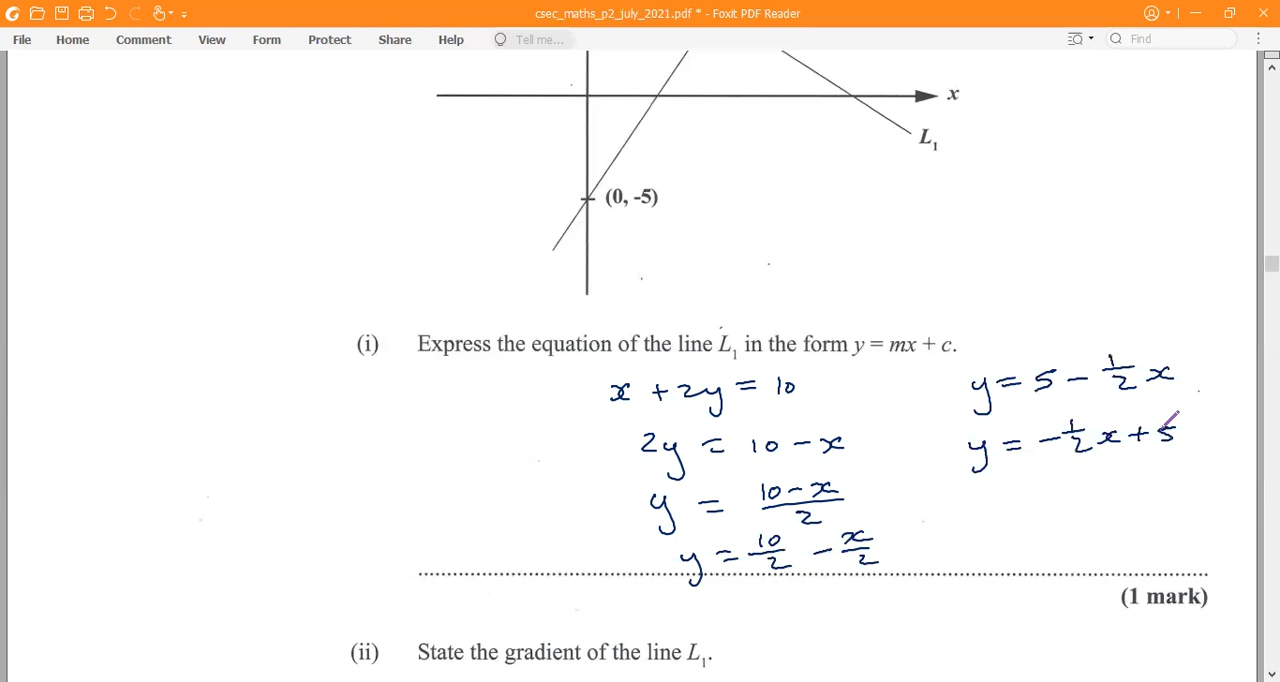 csec_maths_p2_july_2021.pdf * - Foxit PDF Reader
File Home Comment View Form Protect Share Help Tell me... Find
x
L₁
(0, -5)
(i) Express the equation of the line L₁ in the form y = mx + c.
x + 2y = 10
2y = 10 - x
y = (10 - x)/2
y = 10/2 - x/2
y = 5 - 1/2 x
y = -1/2 x + 5
(1 mark)
(ii) State the gradient of the line L₁.